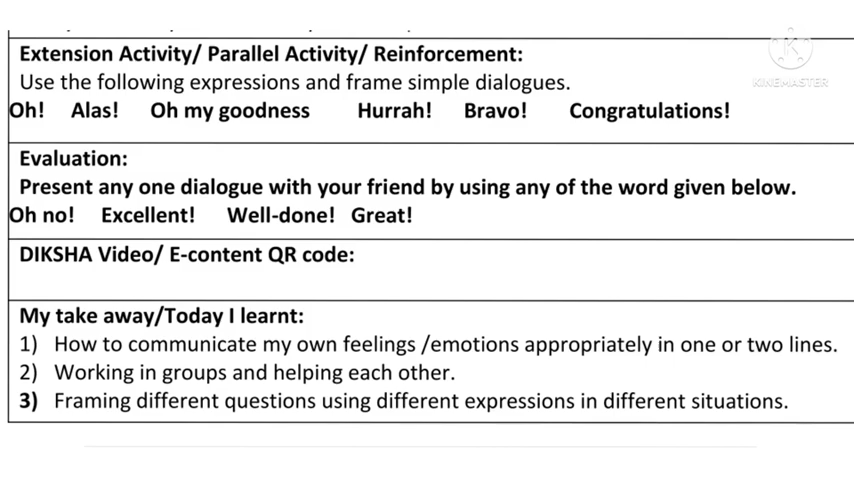 KINEMASTER
Extension Activity/ Parallel Activity/ Reinforcement:
Use the following expressions and frame simple dialogues.
Oh! Alas! Oh my goodness Hurrah! Bravo! Congratulations!
Evaluation:
Present any one dialogue with your friend by using any of the word given below.
Oh no! Excellent! Well-done! Great!
DIKSHA Video/ E-content QR code:
My take away/Today I learnt:
1) How to communicate my own feelings /emotions appropriately in one or two lines.
2) Working in groups and helping each other.
3) Framing different questions using different expressions in different situations.